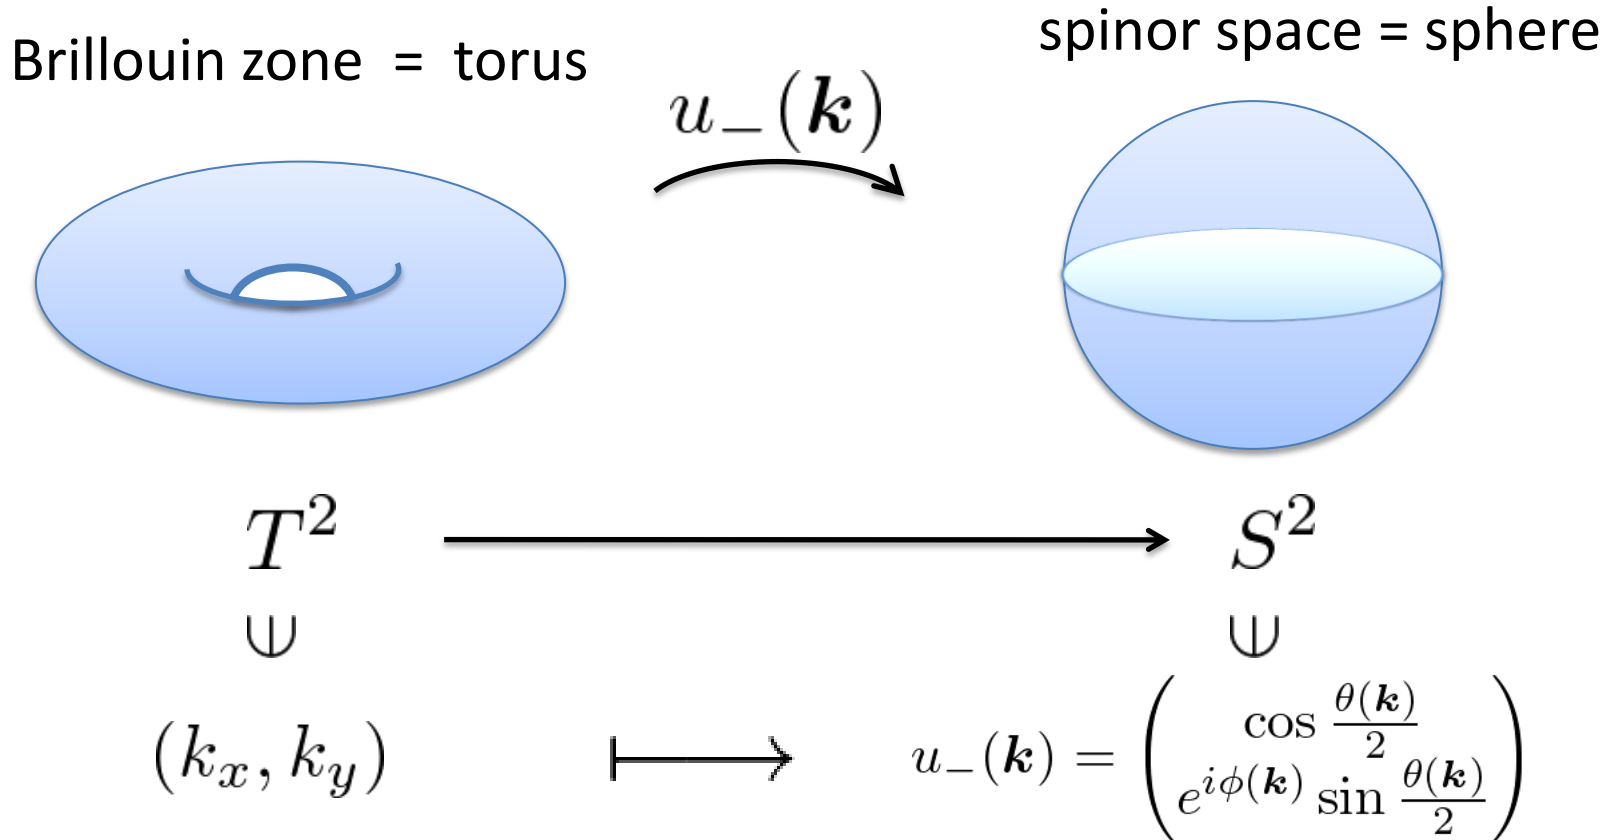 Brillouin zone = torus
spinor space = sphere
u₋(𝒌)
T² ⟶ S²
⋓ ⋓
(kₓ, k_y) ⟼ u₋(𝒌) = ( cos θ(𝒌)/2
e^{iϕ(𝒌)} sin θ(𝒌)/2 )